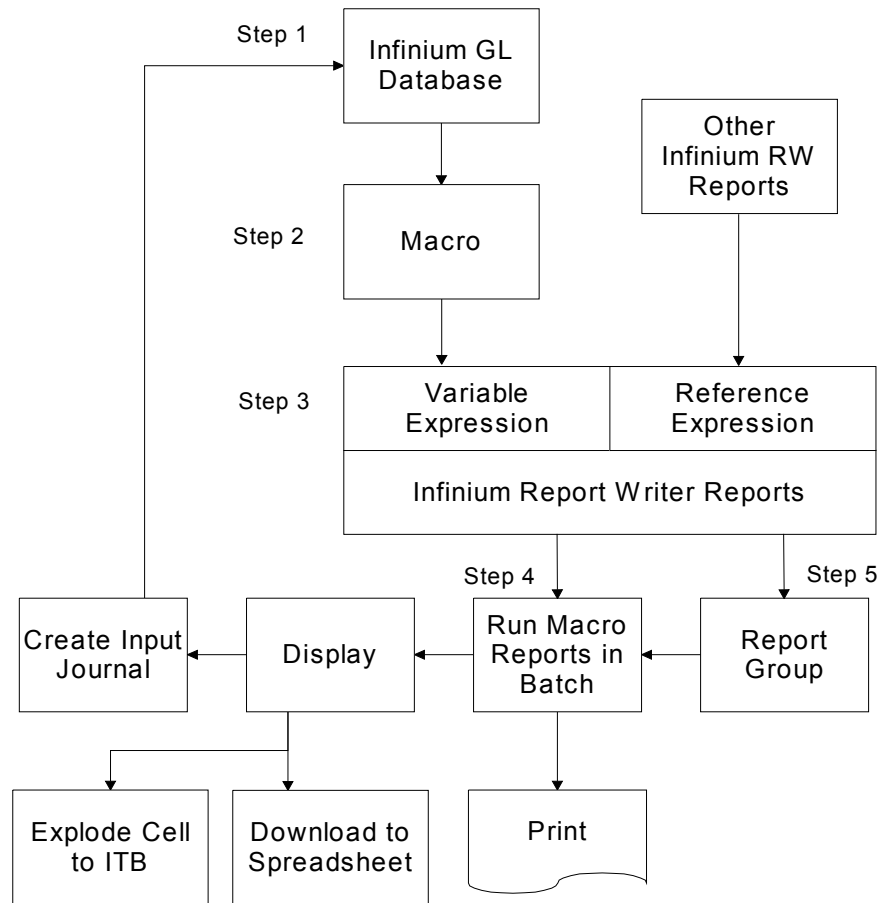 Step 1
Infinium GL
Database
Other
Infinium RW
Reports
Step 2
Macro
Step 3
Variable
Expression
Reference
Expression
Infinium Report Writer Reports
Step 4
Step 5
Create Input
Journal
Display
Run Macro
Reports in
Batch
Report
Group
Explode Cell
to ITB
Download to
Spreadsheet
Print